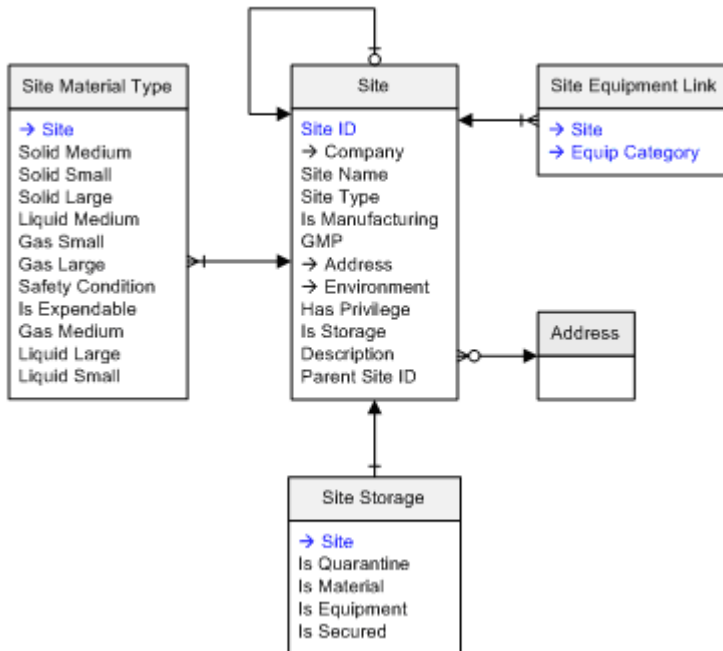 Site Material Type
→ Site
Solid Medium
Solid Small
Solid Large
Liquid Medium
Gas Small
Gas Large
Safety Condition
Is Expendable
Gas Medium
Liquid Large
Liquid Small
Site
Site ID
→ Company
Site Name
Site Type
Is Manufacturing
GMP
→ Address
→ Environment
Has Privilege
Is Storage
Description
Parent Site ID
Site Equipment Link
→ Site
→ Equip Category
Address
Site Storage
→ Site
Is Quarantine
Is Material
Is Equipment
Is Secured